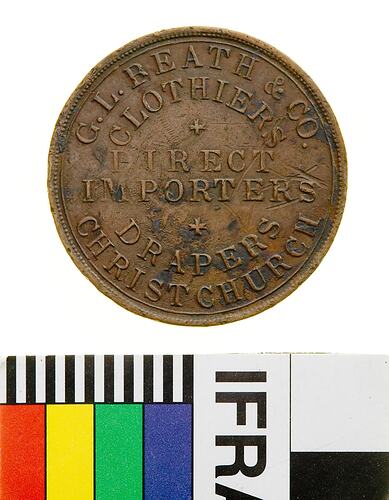 G. L. BEATH & CO.
CLOTHIERS
DIRECT
IMPORTERS
DRAPERS
CHRISTCHURCH
IFRA